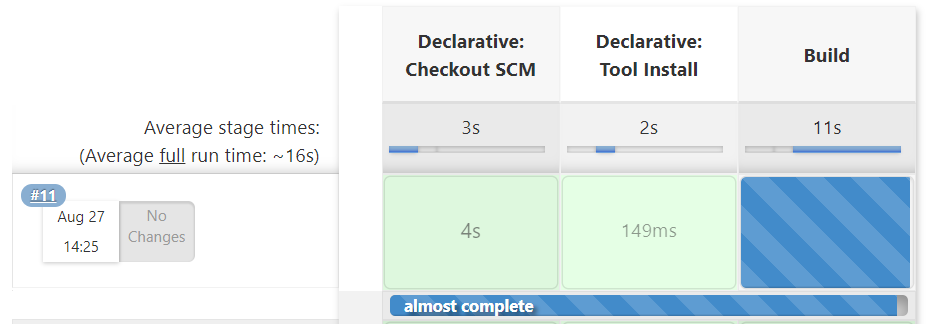 Declarative:
Checkout SCM
Declarative:
Tool Install
Build
Average stage times:
(Average full run time: ~16s)
3s
2s
11s
#11
Aug 27
14:25
No
Changes
4s
149ms
almost complete